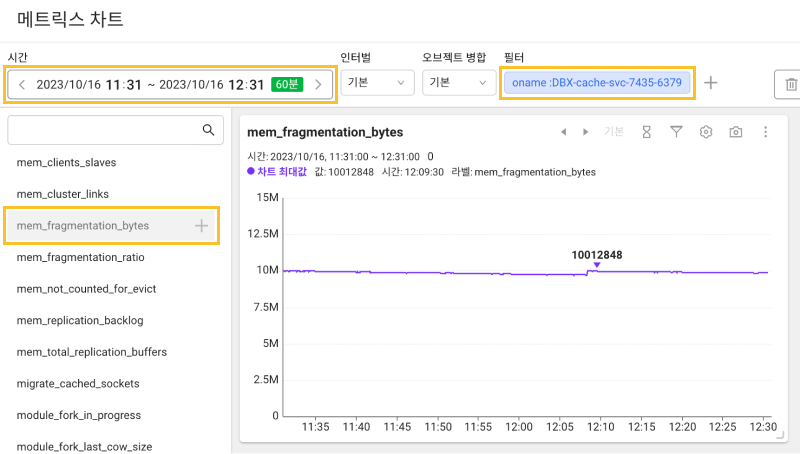 메트릭스 차트
시간
인터벌
오브젝트 병합
필터
2023/10/16 11:31 ~ 2023/10/16 12:31 60분
기본
기본
oname :DBX-cache-svc-7435-6379
mem_clients_slaves
mem_cluster_links
mem_fragmentation_bytes
mem_fragmentation_ratio
mem_not_counted_for_evict
mem_replication_backlog
mem_total_replication_buffers
migrate_cached_sockets
module_fork_in_progress
module_fork_last_cow_size
mem_fragmentation_bytes
기본
시간: 2023/10/16, 11:31:00 ~ 12:31:00 0
차트 최대값 값: 10012848 시간: 12:09:30 라벨: mem_fragmentation_bytes
15M
12.5M
10M
7.5M
5M
2.5M
0
10012848
11:35 11:40 11:45 11:50 11:55 12:00 12:05 12:10 12:15 12:20 12:25 12:30